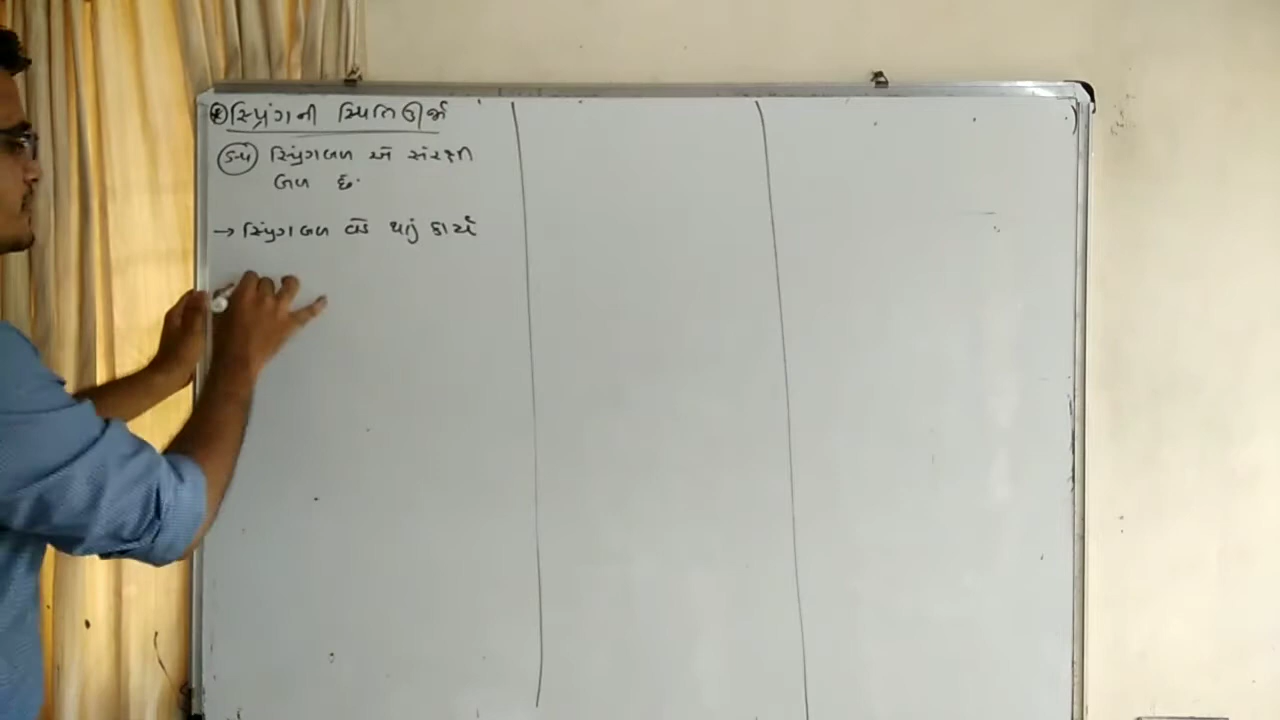 * સ્પ્રિંગની સ્થિતિઊર્જા
સ્પ્રિંગબળ એ સંરક્ષી
બળ છે.
→ સ્પ્રિંગબળ વડે થતું કાર્ય